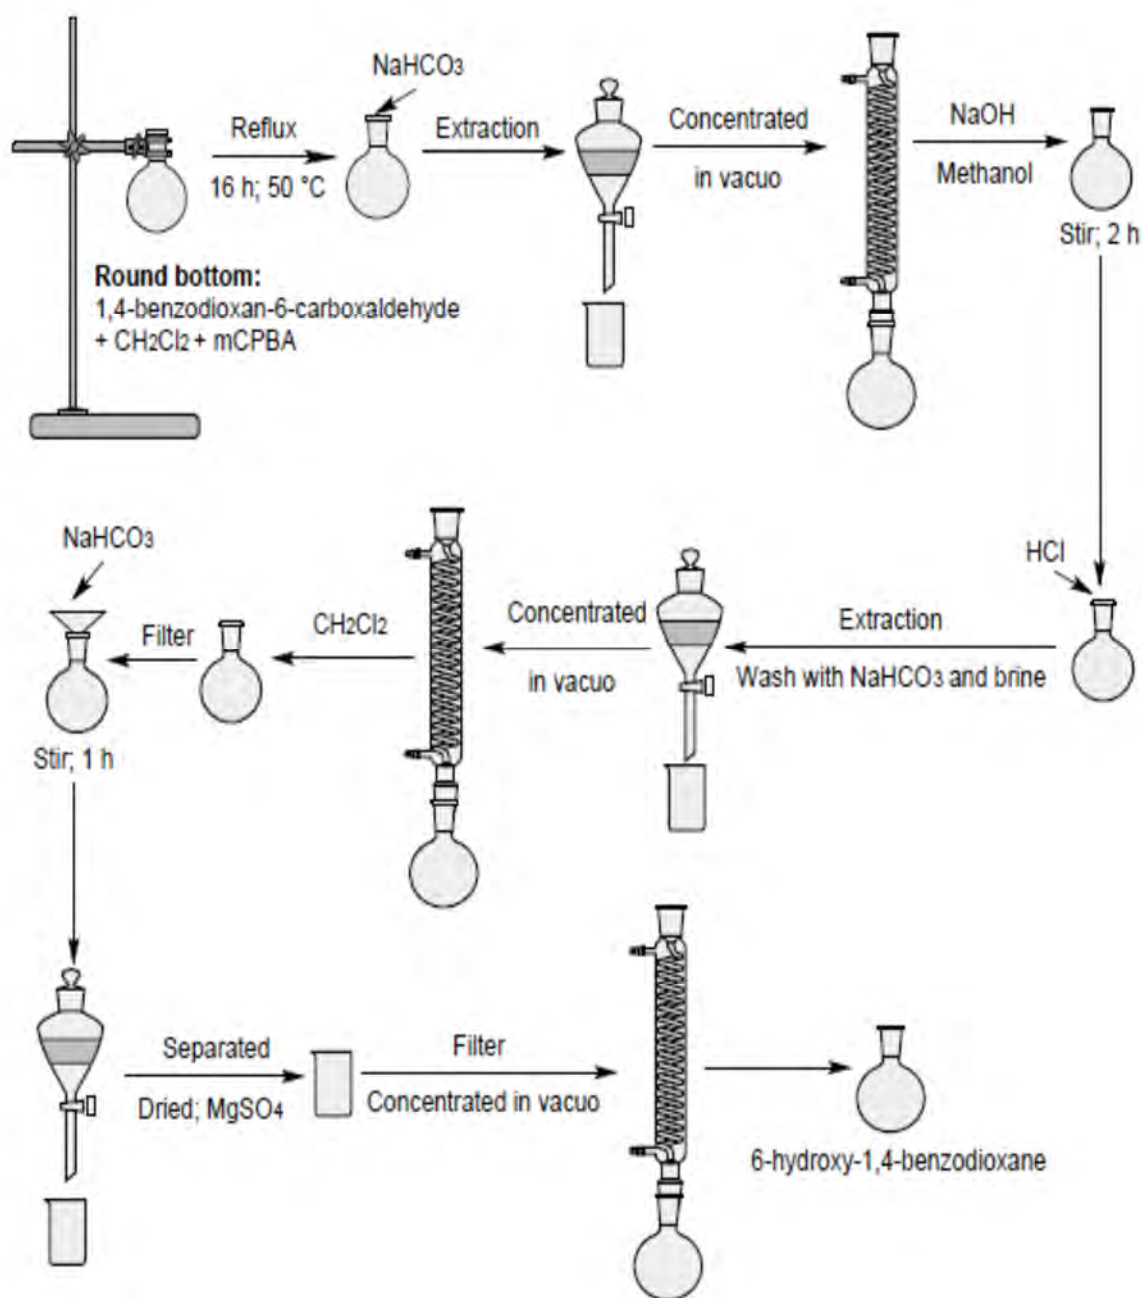 NaHCO3
Reflux
16 h; 50 °C
Extraction
Concentrated
in vacuo
NaOH
Methanol
Stir; 2 h
Round bottom:
1,4-benzodioxan-6-carboxaldehyde
+ CH2Cl2 + mCPBA
HCl
Extraction
Wash with NaHCO3 and brine
Concentrated
in vacuo
CH2Cl2
Filter
NaHCO3
Stir; 1 h
Separated
Dried; MgSO4
Filter
Concentrated in vacuo
6-hydroxy-1,4-benzodioxane